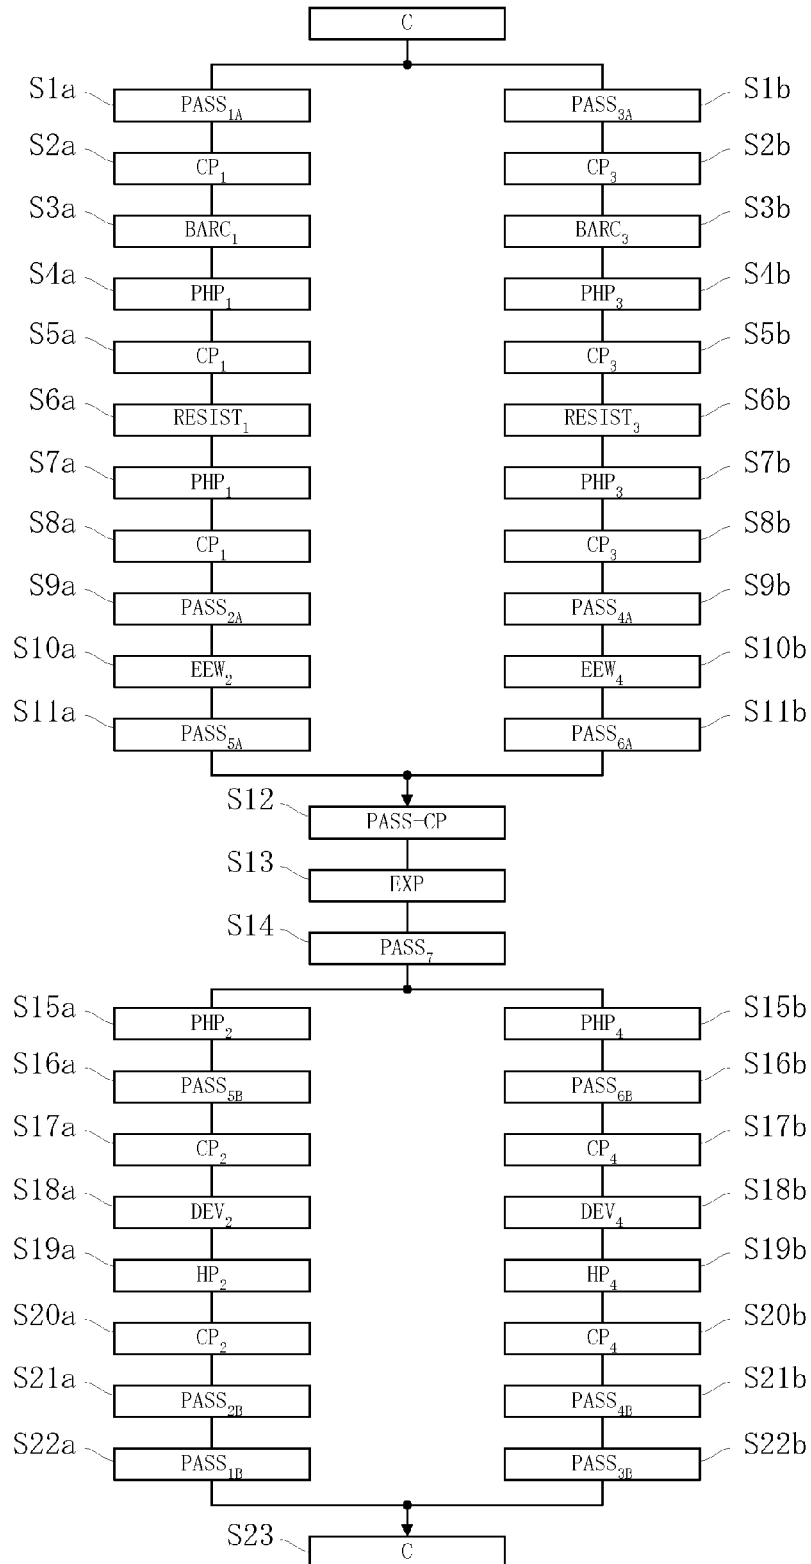 C
S1a PASS1A PASS3A S1b
S2a CP1 CP3 S2b
S3a BARC1 BARC3 S3b
S4a PHP1 PHP3 S4b
S5a CP1 CP3 S5b
S6a RESIST1 RESIST3 S6b
S7a PHP1 PHP3 S7b
S8a CP1 CP3 S8b
S9a PASS2A PASS4A S9b
S10a EEW2 EEW4 S10b
S11a PASS5A PASS6A S11b
S12 PASS-CP
S13 EXP
S14 PASS7
S15a PHP2 PHP4 S15b
S16a PASS5B PASS6B S16b
S17a CP2 CP4 S17b
S18a DEV2 DEV4 S18b
S19a HP2 HP4 S19b
S20a CP2 CP4 S20b
S21a PASS2B PASS4B S21b
S22a PASS1B PASS3B S22b
S23 C